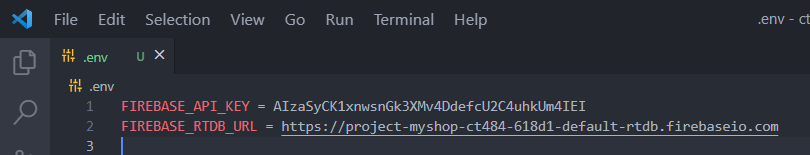 File Edit Selection View Go Run Terminal Help .env - ct
.env U
.env
1 FIREBASE_API_KEY = AIzaSyCK1xnwsnGk3XMv4DdefcU2C4uhkUm4IEI
2 FIREBASE_RTDB_URL = https://project-myshop-ct484-618d1-default-rtdb.firebaseio.com
3